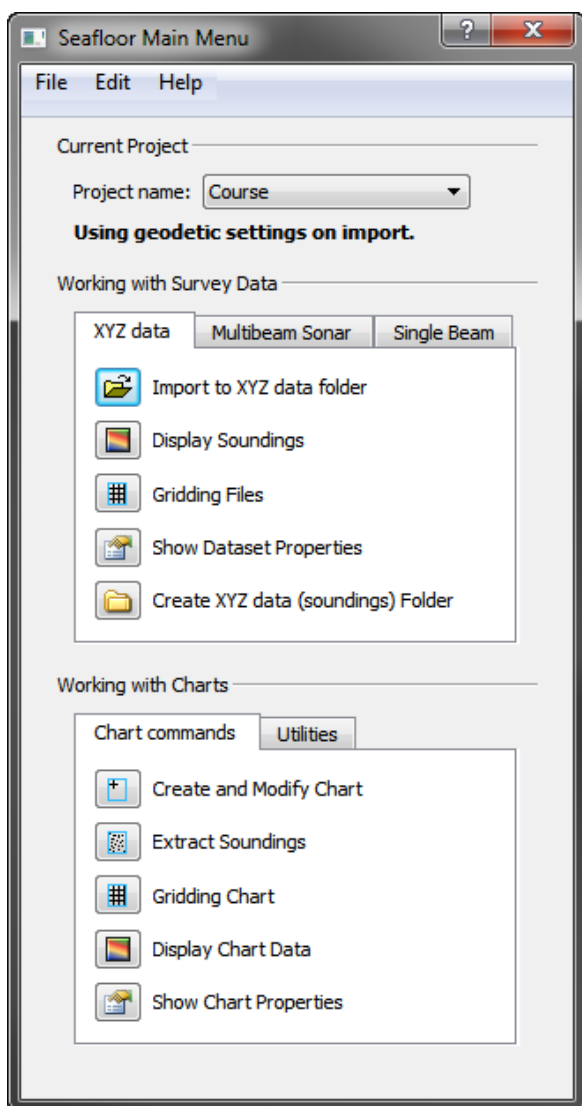 Seafloor Main Menu ? X
File Edit Help
Current Project
Project name: Course
Using geodetic settings on import.
Working with Survey Data
XYZ data Multibeam Sonar Single Beam
Import to XYZ data folder
Display Soundings
Gridding Files
Show Dataset Properties
Create XYZ data (soundings) Folder
Working with Charts
Chart commands Utilities
Create and Modify Chart
Extract Soundings
Gridding Chart
Display Chart Data
Show Chart Properties